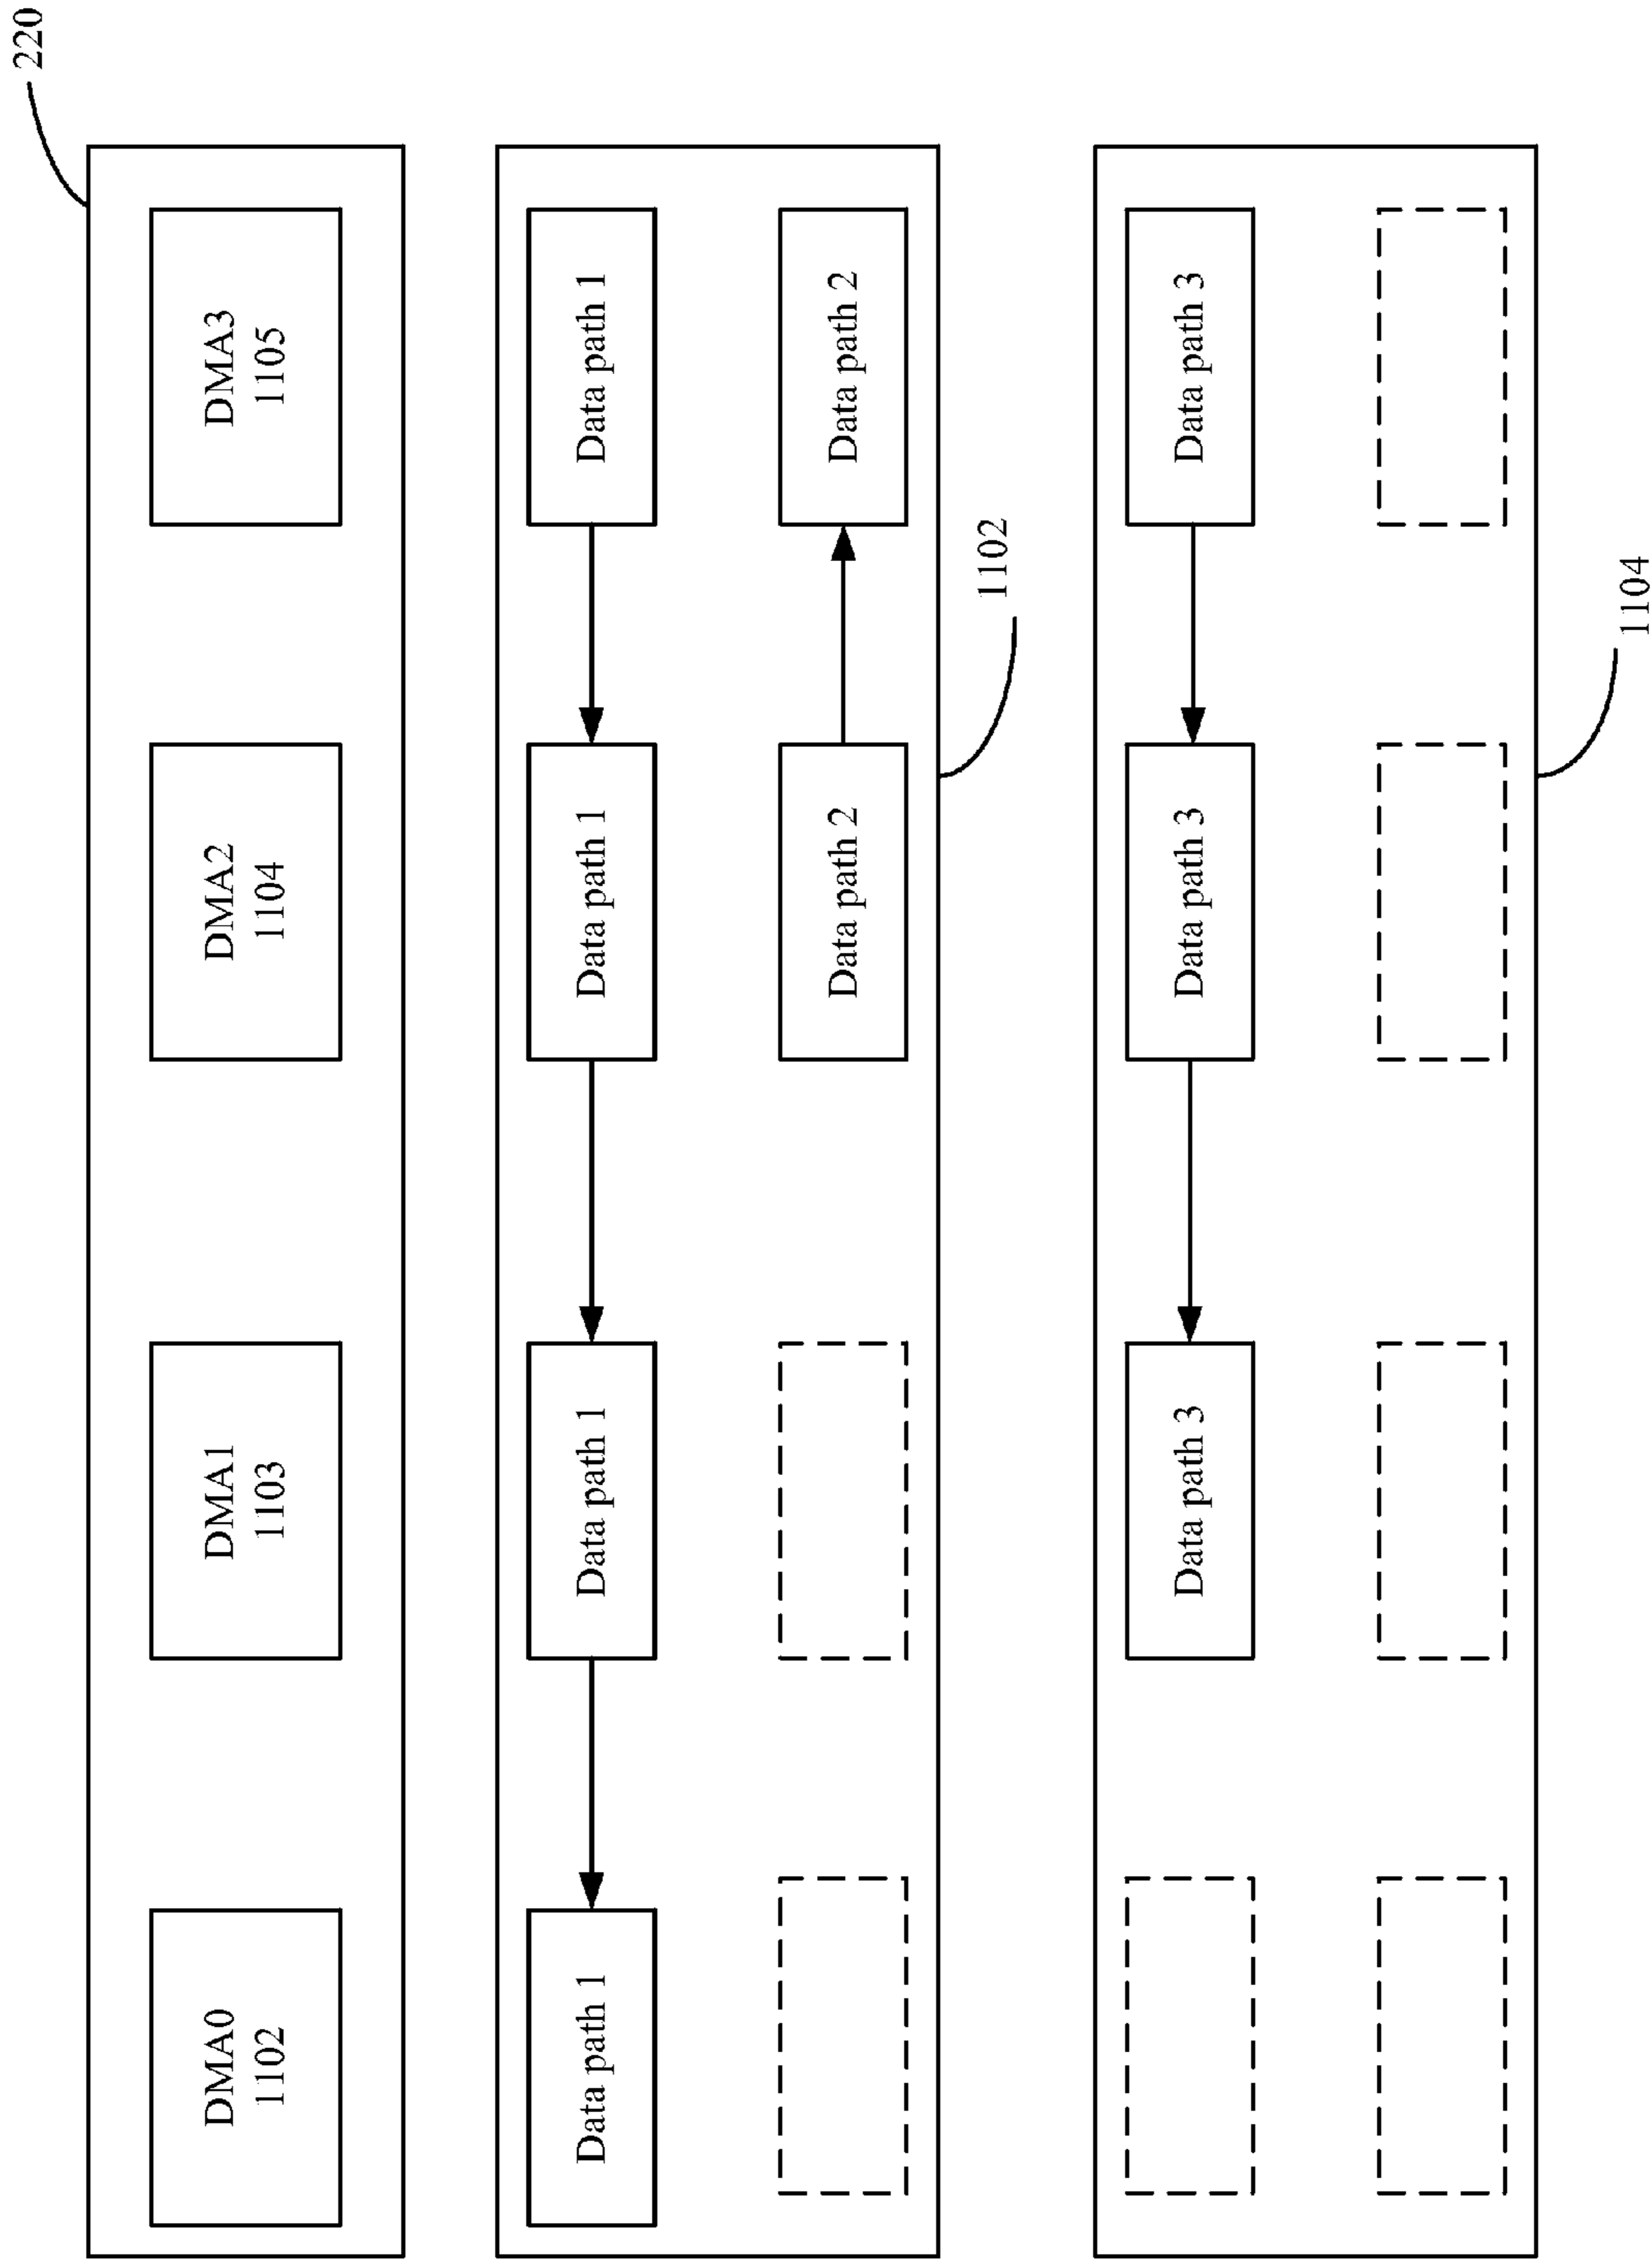 220
DMA0
1102
DMA1
1103
DMA2
1104
DMA3
1105
Data path 1
Data path 1
Data path 1
Data path 1
Data path 2
Data path 2
1102
Data path 3
Data path 3
Data path 3
1104